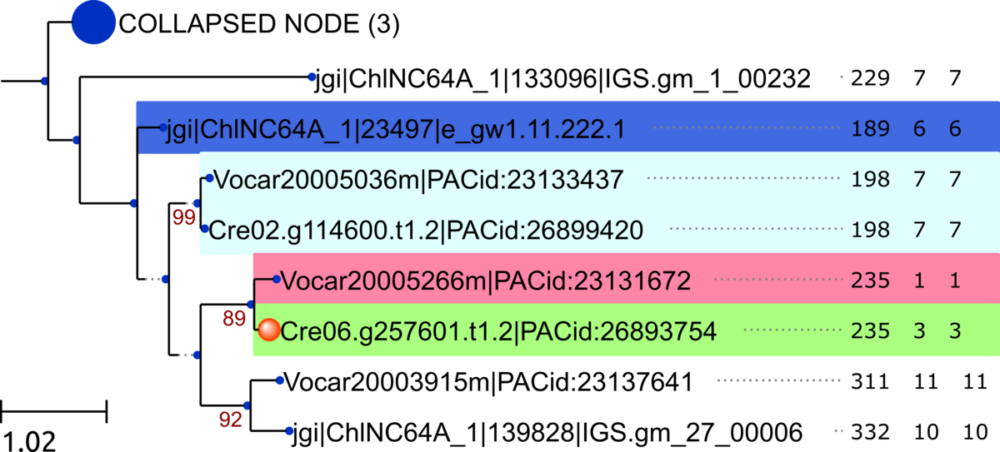 COLLAPSED NODE (3)
jgi|ChlNC64A_1|133096|IGS.gm_1_00232 229 7 7
jgi|ChlNC64A_1|23497|e_gw1.11.222.1 189 6 6
Vocar20005036m|PACid:23133437 198 7 7
99
Cre02.g114600.t1.2|PACid:26899420 198 7 7
Vocar20005266m|PACid:23131672 235 1 1
89
Cre06.g257601.t1.2|PACid:26893754 235 3 3
Vocar20003915m|PACid:23137641 311 11 11
92
jgi|ChlNC64A_1|139828|IGS.gm_27_00006 332 10 10
1.02